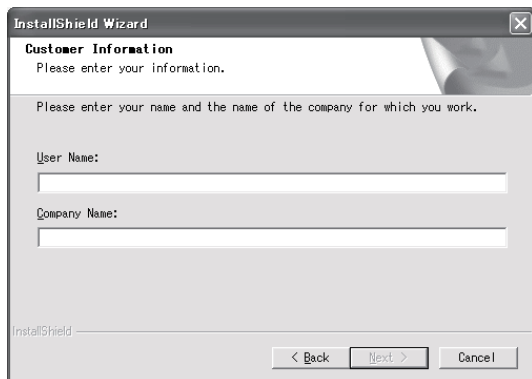 InstallShield Wizard
Customer Information
Please enter your information.
Please enter your name and the name of the company for which you work.
User Name:
Company Name:
InstallShield
< Back
Next >
Cancel